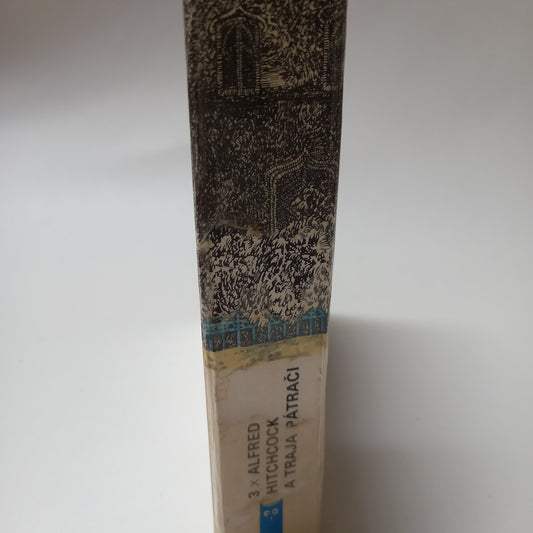 3 × ALFRED
HITCHCOCK
A TRAJA PÁTRAČI